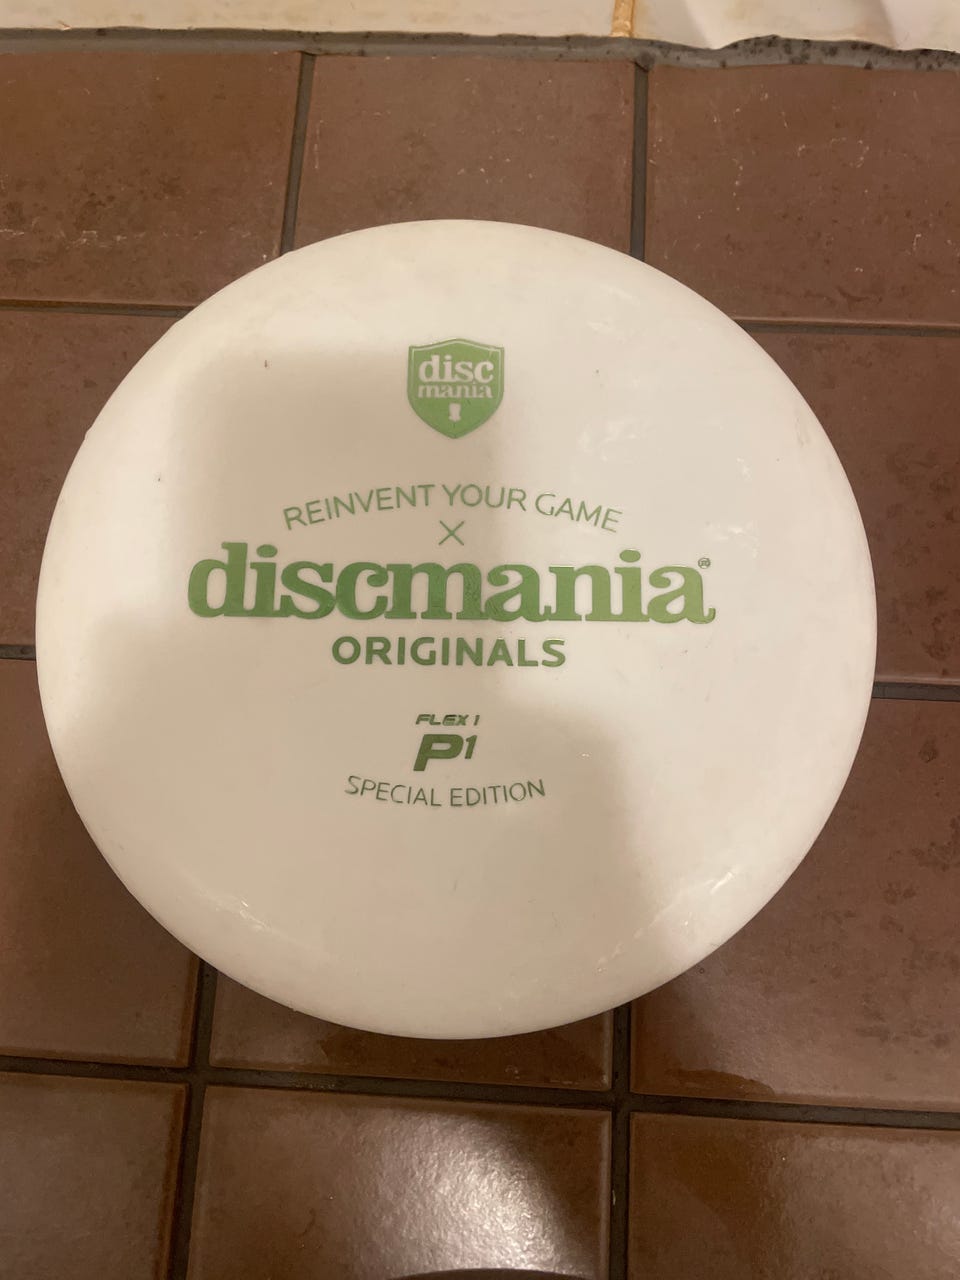 disc
mania
REINVENT YOUR GAME
X
discmania®
ORIGINALS
FLEX 1
P1
SPECIAL EDITION